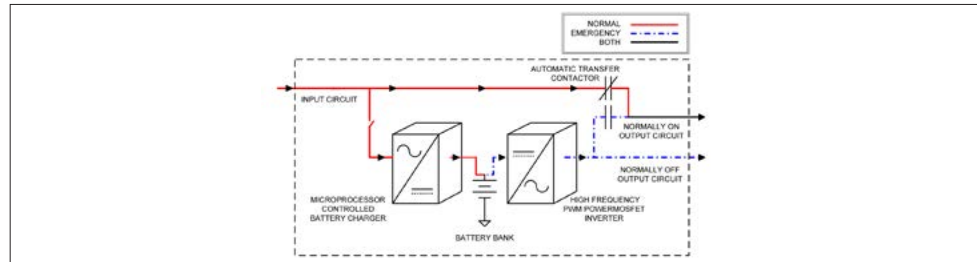 NORMAL
EMERGENCY
BOTH
AUTOMATIC TRANSFER
CONTACTOR
INPUT CIRCUIT
NORMALLY ON
OUTPUT CIRCUIT
NORMALLY OFF
OUTPUT CIRCUIT
MICROPROCESSOR
CONTROLLED
BATTERY CHARGER
HIGH FREQUENCY
PWM POWERMOSFET
INVERTER
BATTERY BANK